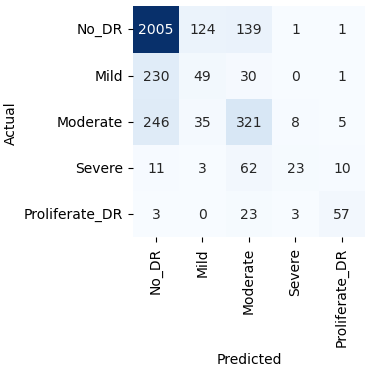 Actual
No_DR 2005 124 139 1 1
Mild 230 49 30 0 1
Moderate 246 35 321 8 5
Severe 11 3 62 23 10
Proliferate_DR 3 0 23 3 57
No_DR Mild Moderate Severe Proliferate_DR
Predicted